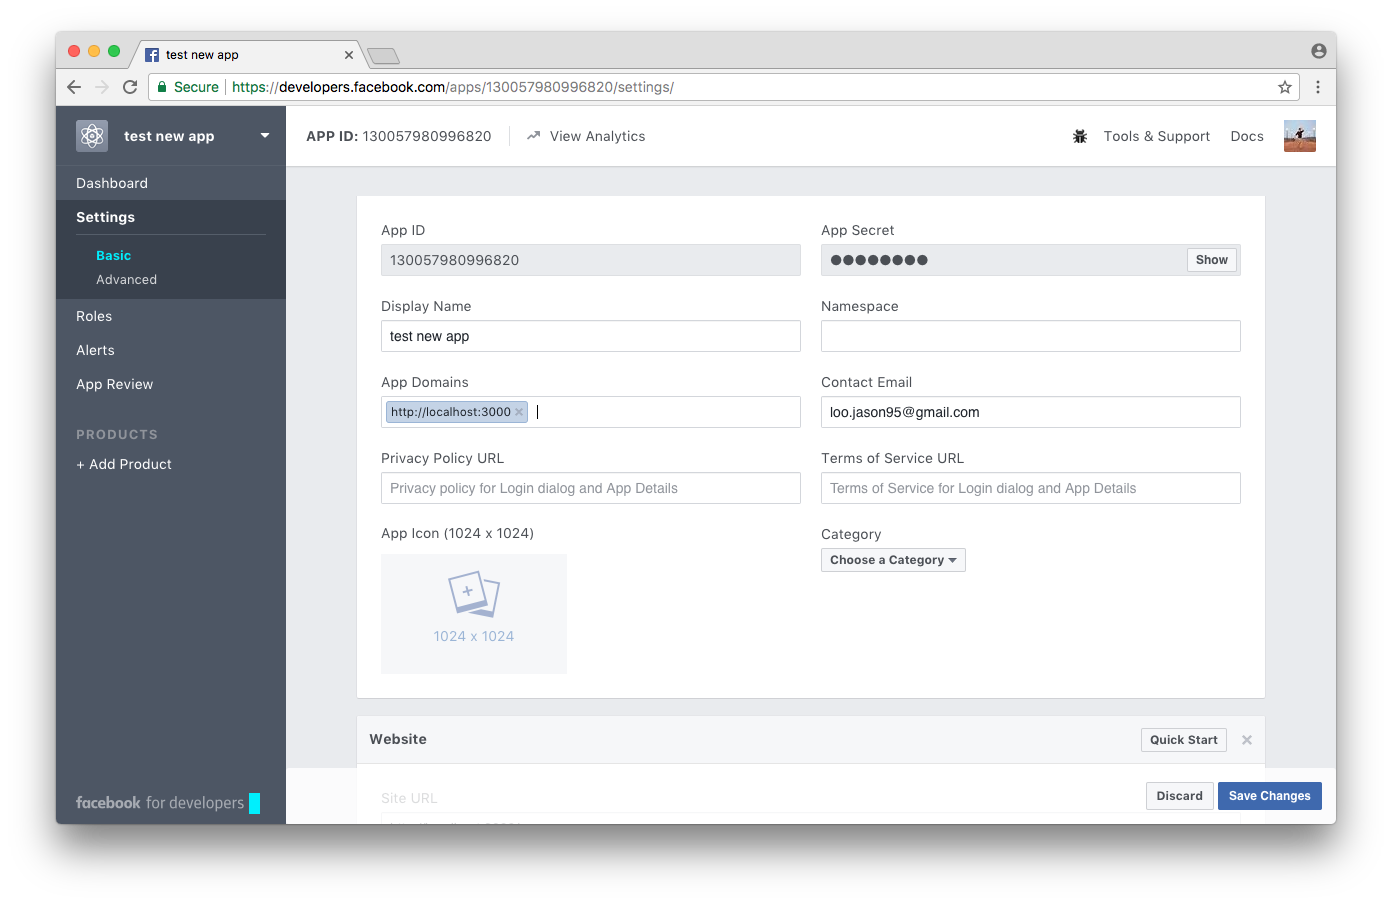 test new app
Secure https://developers.facebook.com/apps/130057980996820/settings/
test new app
APP ID: 130057980996820
View Analytics
Tools & Support
Docs
Dashboard
Settings
Basic
Advanced
Roles
Alerts
App Review
PRODUCTS
+ Add Product
facebook for developers
App ID
130057980996820
App Secret
●●●●●●●●
Show
Display Name
test new app
Namespace
App Domains
http://localhost:3000
Contact Email
loo.jason95@gmail.com
Privacy Policy URL
Privacy policy for Login dialog and App Details
Terms of Service URL
Terms of Service for Login dialog and App Details
App Icon (1024 x 1024)
1024 x 1024
Category
Choose a Category
Website
Quick Start
Site URL
Discard
Save Changes